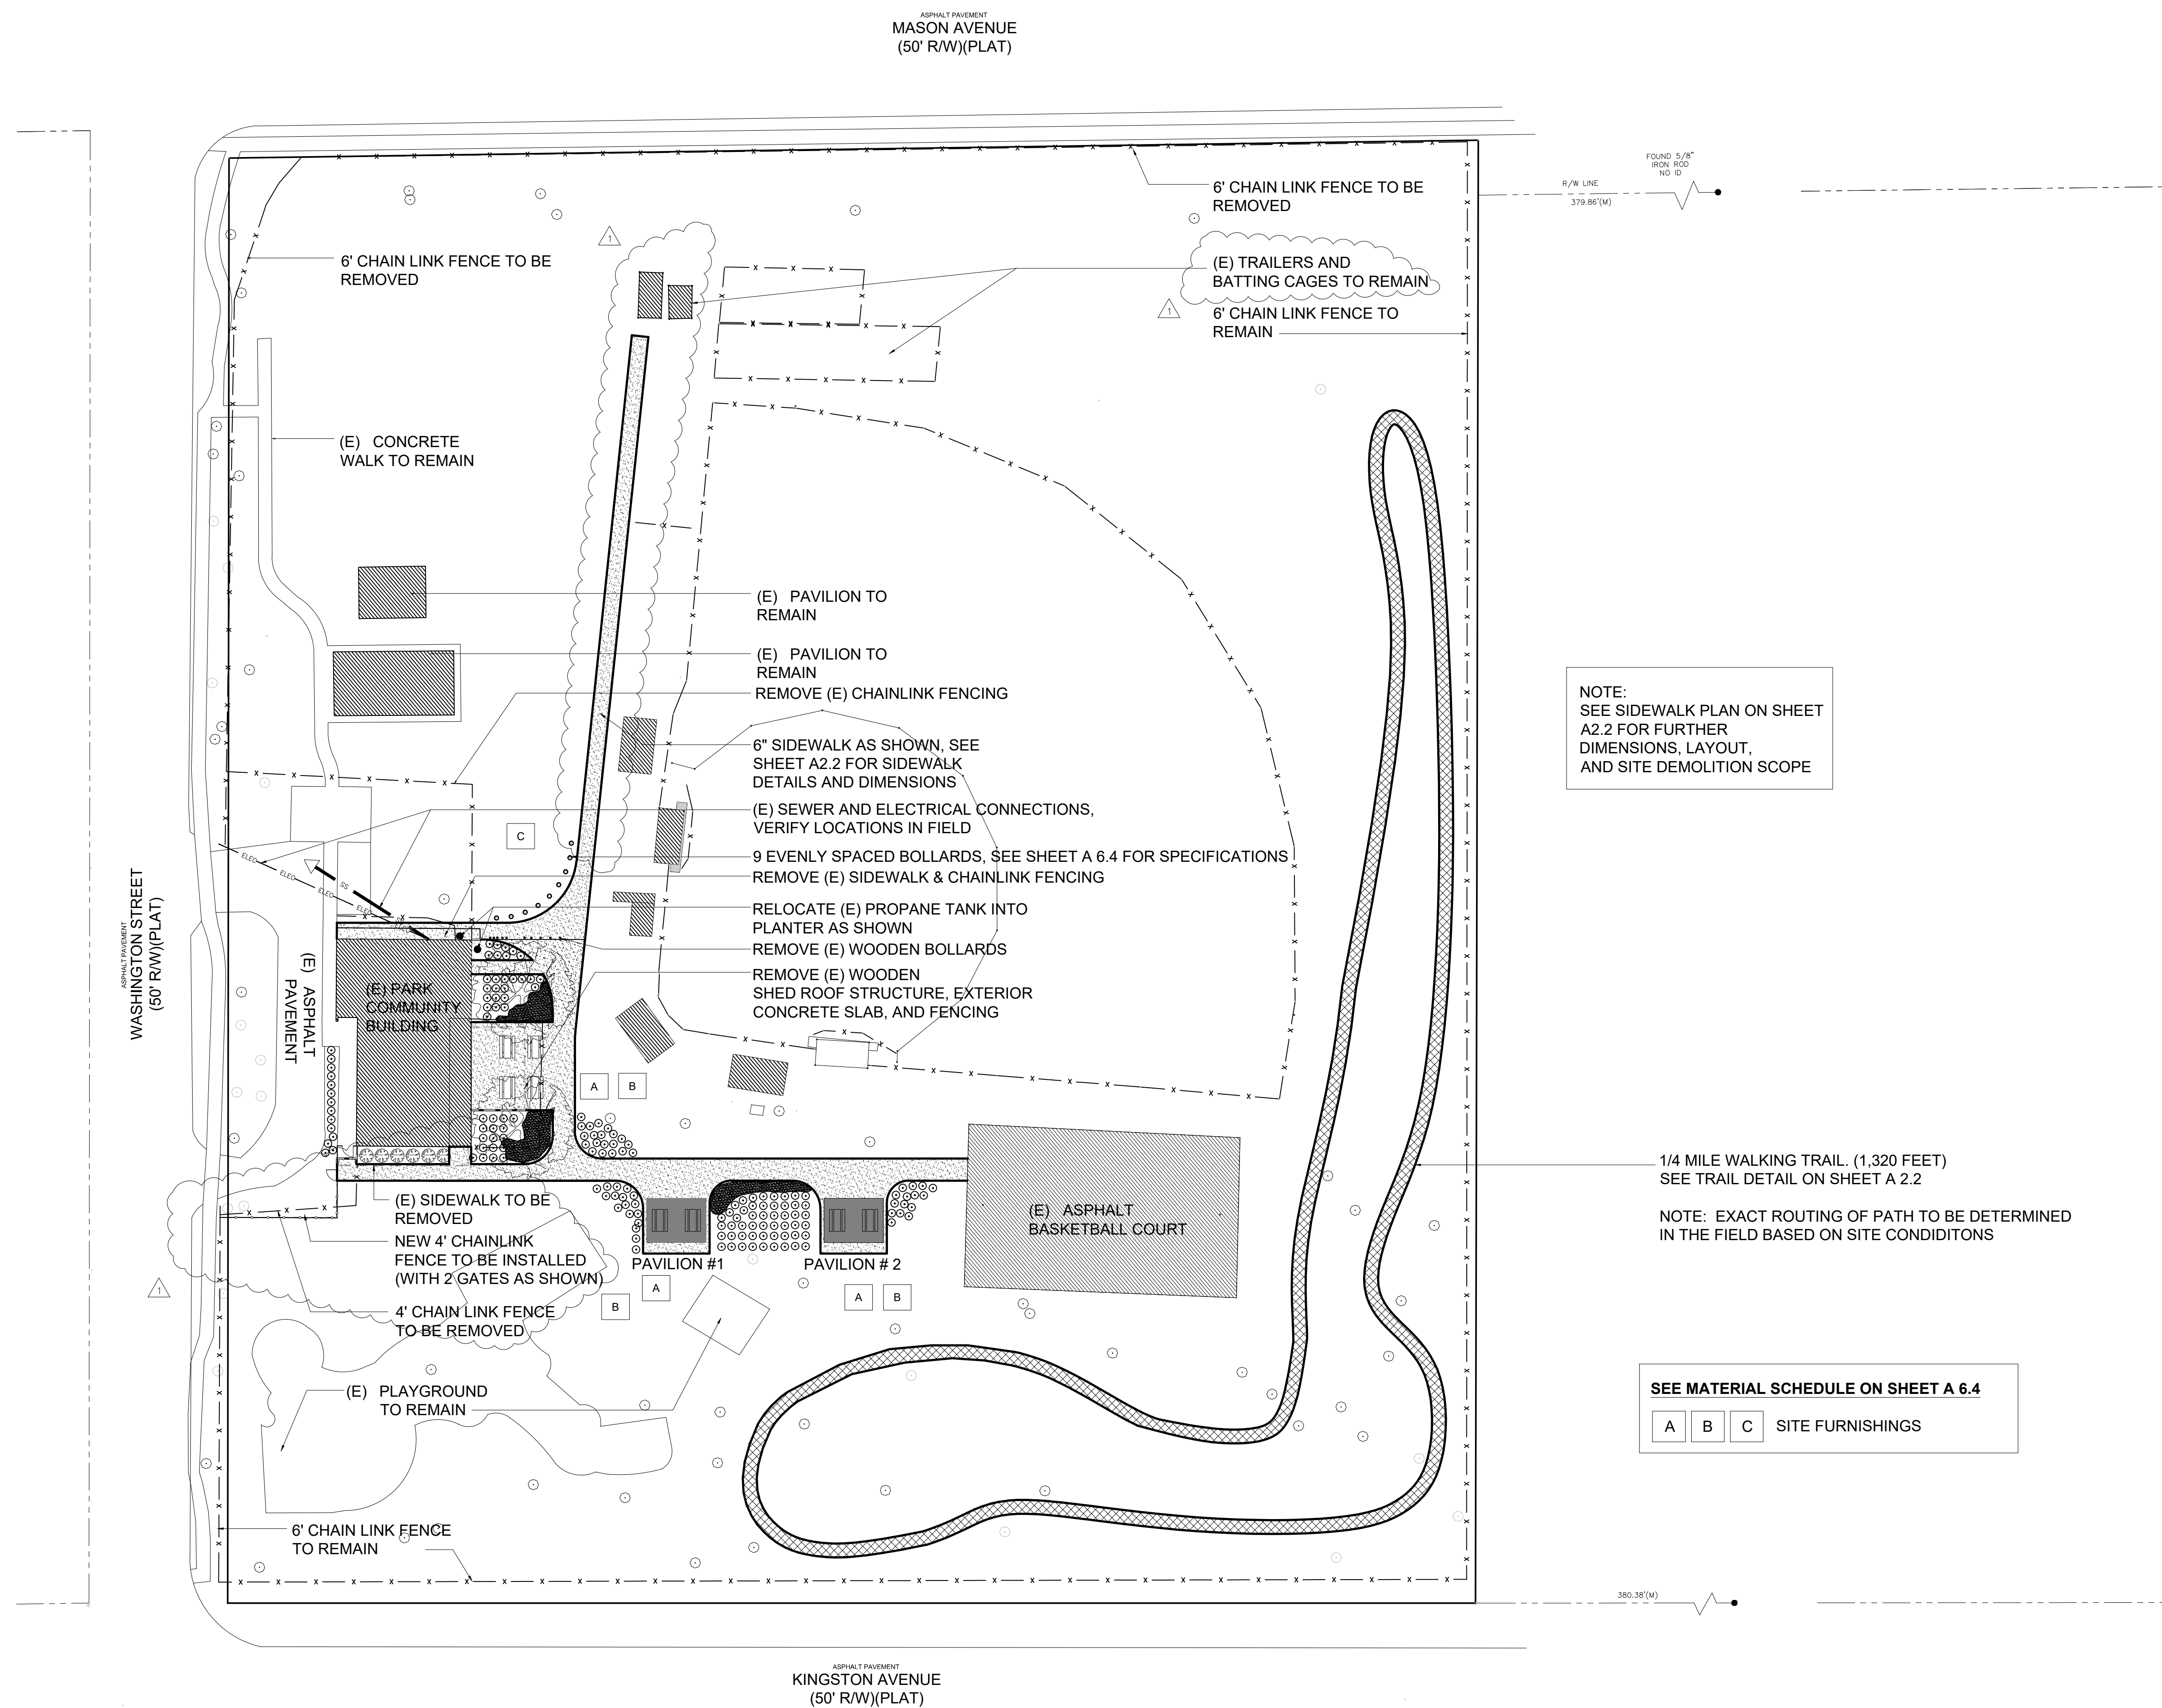 ASPHALT PAVEMENT
MASON AVENUE
(50' R/W)(PLAT)
FOUND 5/8"
IRON ROD
NO ID
R/W LINE
379.86'(M)
6' CHAIN LINK FENCE TO BE
REMOVED
1
6' CHAIN LINK FENCE TO BE
REMOVED
(E) TRAILERS AND
BATTING CAGES TO REMAIN
1
6' CHAIN LINK FENCE TO
REMAIN
(E) CONCRETE
WALK TO REMAIN
(E) PAVILION TO
REMAIN
(E) PAVILION TO
REMAIN
REMOVE (E) CHAINLINK FENCING
6" SIDEWALK AS SHOWN, SEE
SHEET A2.2 FOR SIDEWALK
DETAILS AND DIMENSIONS
(E) SEWER AND ELECTRICAL CONNECTIONS,
VERIFY LOCATIONS IN FIELD
9 EVENLY SPACED BOLLARDS, SEE SHEET A 6.4 FOR SPECIFICATIONS
REMOVE (E) SIDEWALK & CHAINLINK FENCING
RELOCATE (E) PROPANE TANK INTO
PLANTER AS SHOWN
REMOVE (E) WOODEN BOLLARDS
REMOVE (E) WOODEN
SHED ROOF STRUCTURE, EXTERIOR
CONCRETE SLAB, AND FENCING
NOTE:
SEE SIDEWALK PLAN ON SHEET
A2.2 FOR FURTHER
DIMENSIONS, LAYOUT,
AND SITE DEMOLITION SCOPE
C
ELEC
ELEC
ELEC
ELEC
SS
ASPHALT PAVEMENT
WASHINGTON STREET
(50' R/W)(PLAT)
(E) ASPHALT
PAVEMENT
(E) PARK
COMMUNITY
BUILDING
A
B
(E) SIDEWALK TO BE
REMOVED
NEW 4' CHAINLINK
FENCE TO BE INSTALLED
(WITH 2 GATES AS SHOWN)
4' CHAIN LINK FENCE
TO BE REMOVED
1
PAVILION #1
PAVILION # 2
A
B
A
B
(E) ASPHALT
BASKETBALL COURT
1/4 MILE WALKING TRAIL. (1,320 FEET)
SEE TRAIL DETAIL ON SHEET A 2.2
NOTE: EXACT ROUTING OF PATH TO BE DETERMINED
IN THE FIELD BASED ON SITE CONDIDITONS
(E) PLAYGROUND
TO REMAIN
SEE MATERIAL SCHEDULE ON SHEET A 6.4
A B C SITE FURNISHINGS
6' CHAIN LINK FENCE
TO REMAIN
380.38'(M)
ASPHALT PAVEMENT
KINGSTON AVENUE
(50' R/W)(PLAT)